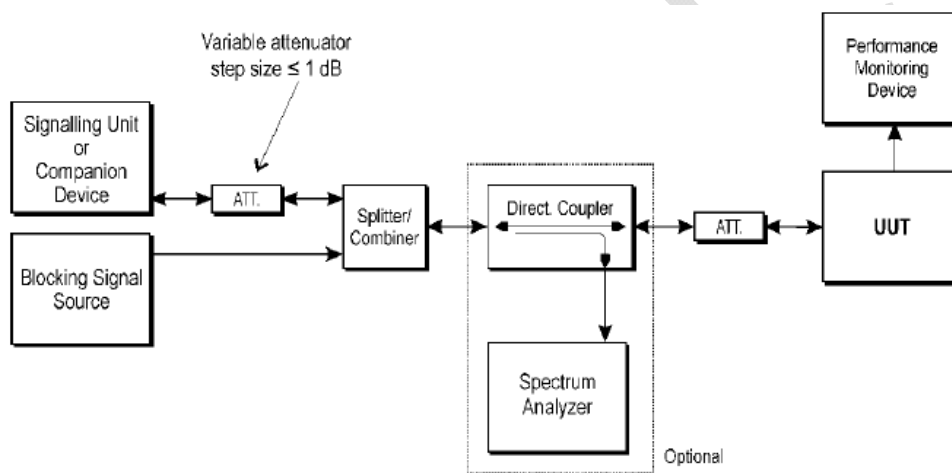 Variable attenuator
step size ≤ 1 dB
Performance
Monitoring
Device
Signalling Unit
or
Companion
Device
ATT.
Splitter/
Combiner
Direct. Coupler
ATT.
UUT
Blocking Signal
Source
Spectrum
Analyzer
Optional